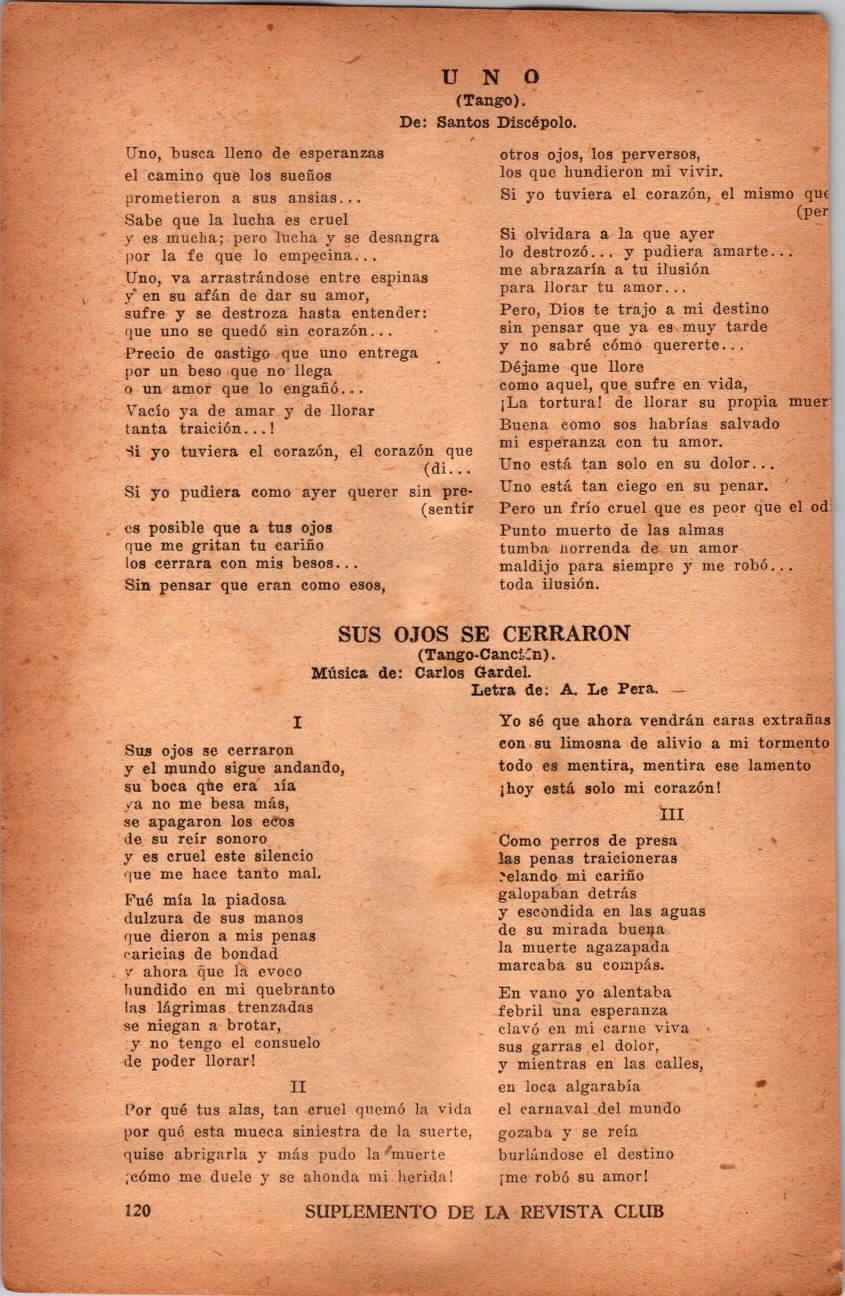 U N O
(Tango).
De: Santos Discépolo.
Uno, busca lleno de esperanzas
el camino que los sueños
prometieron a sus ansias...
Sabe que la lucha es cruel
y es mucha; pero lucha y se desangra
por la fe que lo empecina...
Uno, va arrastrándose entre espinas
y en su afán de dar su amor,
sufre y se destroza hasta entender:
que uno se quedó sin corazón...
Precio de castigo que uno entrega
por un beso que no llega
o un amor que lo engañó...
Vacío ya de amar y de llorar
tanta traición...!
Si yo tuviera el corazón, el corazón que
(di...
Si yo pudiera como ayer querer sin pre-
(sentir
es posible que a tus ojos
que me gritan tu cariño
los cerrara con mis besos...
Sin pensar que eran como esos,
otros ojos, los perversos,
los que hundieron mi vivir.
Si yo tuviera el corazón, el mismo que
(per
Si olvidara a la que ayer
lo destrozó... y pudiera amarte...
me abrazaría a tu ilusión
para llorar tu amor...
Pero, Dios te trajo a mi destino
sin pensar que ya es muy tarde
y no sabré cómo quererte...
Déjame que llore
como aquel, que sufre en vida,
¡La tortura! de llorar su propia muer
Buena como sos habrías salvado
mi esperanza con tu amor.
Uno está tan solo en su dolor...
Uno está tan ciego en su penar.
Pero un frío cruel que es peor que el od
Punto muerto de las almas
tumba horrenda de un amor
maldijo para siempre y me robó...
toda ilusión.
SUS OJOS SE CERRARON
(Tango-Canción).
Música de: Carlos Gardel.
Letra de: A. Le Pera. —
I
Sus ojos se cerraron
y el mundo sigue andando,
su boca que era mía
ya no me besa más,
se apagaron los ecos
de su reír sonoro
y es cruel este silencio
que me hace tanto mal.
Fué mía la piadosa
dulzura de sus manos
que dieron a mis penas
caricias de bondad
y ahora que la evoco
hundido en mi quebranto
las lágrimas trenzadas
se niegan a brotar,
y no tengo el consuelo
de poder llorar!
II
Por qué tus alas, tan cruel quemó la vida
por qué esta mueca siniestra de la suerte,
quise abrigarla y más pudo la muerte
¡cómo me duele y se ahonda mi herida!
Yo sé que ahora vendrán caras extrañas
con su limosna de alivio a mi tormento
todo es mentira, mentira ese lamento
¡hoy está solo mi corazón!
III
Como perros de presa
las penas traicioneras
celando mi cariño
galopaban detrás
y escondida en las aguas
de su mirada buena
la muerte agazapada
marcaba su compás.
En vano yo alentaba
febril una esperanza
clavó en mi carne viva
sus garras el dolor,
y mientras en las calles,
en loca algarabía
el carnaval del mundo
gozaba y se reía
burlándose el destino
¡me robó su amor!
120
SUPLEMENTO DE LA REVISTA CLUB